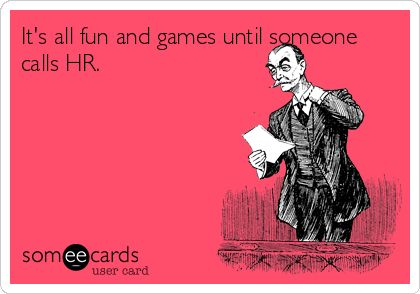 It's all fun and games until someone
calls HR.
someecards
user card